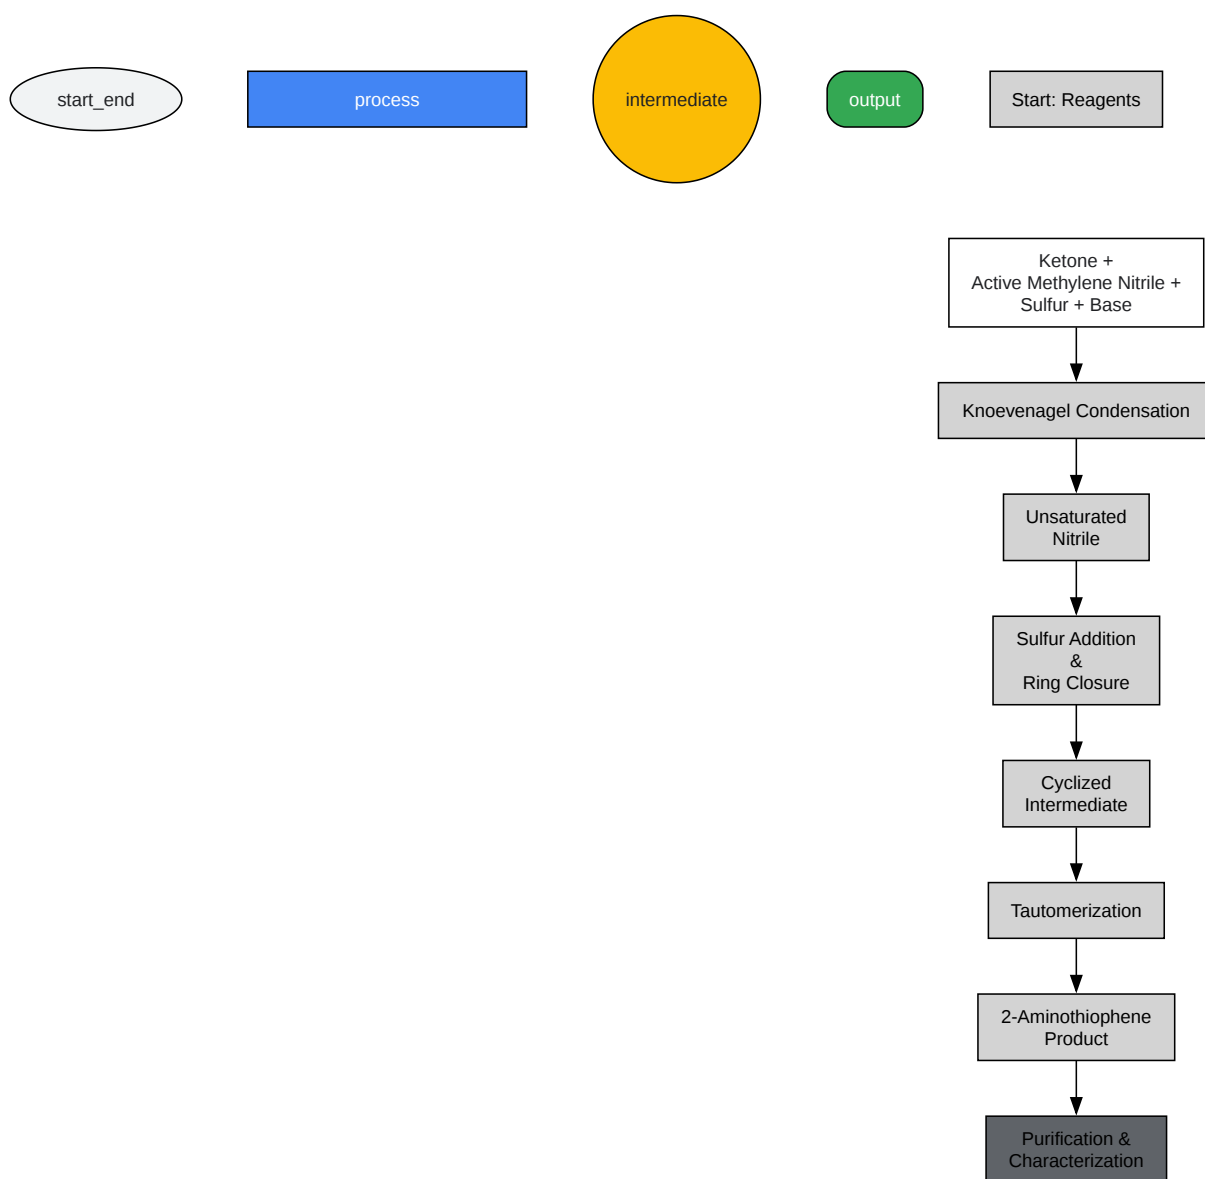 start_end
process
intermediate
output
Start: Reagents
Ketone +
Active Methylene Nitrile +
Sulfur + Base
Knoevenagel Condensation
Unsaturated
Nitrile
Sulfur Addition
&
Ring Closure
Cyclized
Intermediate
Tautomerization
2-Aminothiophene
Product
Purification &
Characterization